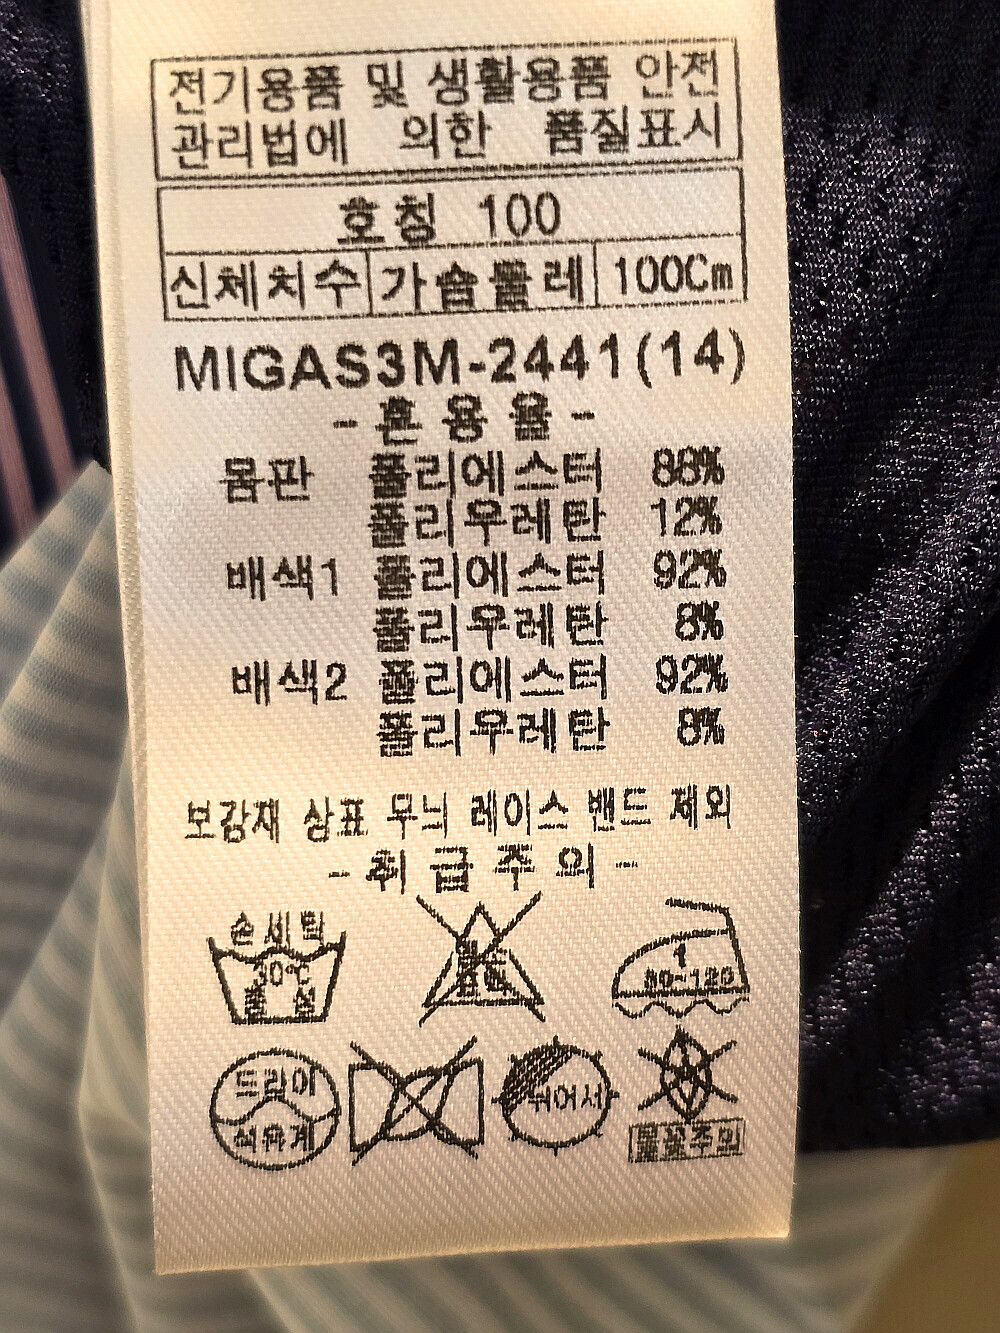 전기용품 및 생활용품 안전
관리법에 의한 품질표시
호칭 100
신체치수 가슴둘레 100Cm
MIGAS3M-2441(14)
- 혼용율 -
몸판 폴리에스터 88%
폴리우레탄 12%
배색1 폴리에스터 92%
폴리우레탄 8%
배색2 폴리에스터 92%
폴리우레탄 8%
보강재 상표 무늬 레이스 밴드 제외
- 취급주의 -
손세탁
30℃
중성
1
80~120
드라이
석유계
뉘어서